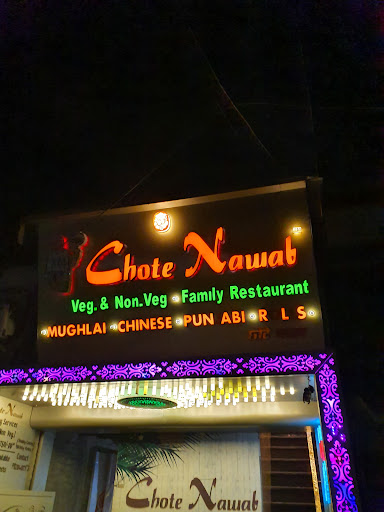 Chote Nawab
Veg. & Non.Veg Family Restaurant
MUGHLAI CHINESE PUN ABI R L S
Chote Nawab